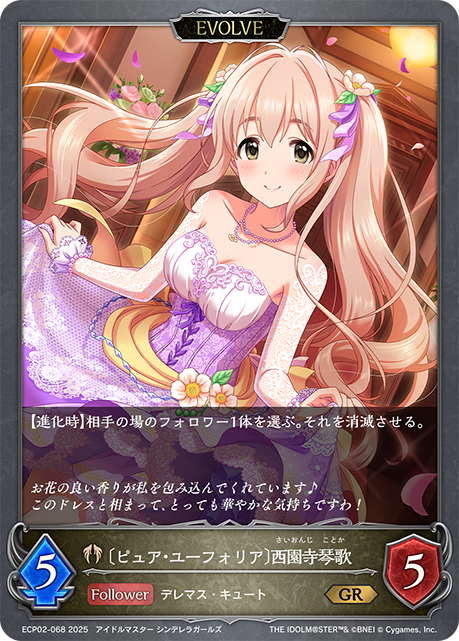 EVOLVE
【進化時】相手の場のフォロワー1体を選ぶ。それを消滅させる。
お花の良い香りが私を包み込んでくれています♪
このドレスと相まって、とっても華やかな気持ちですわ！
さいおんじ ことか
〔ピュア・ユーフォリア〕西園寺琴歌
5
5
Follower デレマス・キュート GR
ECP02-068 2025 アイドルマスター シンデレラガールズ THE IDOLM@STER™& ©BNEI © Cygames, Inc.